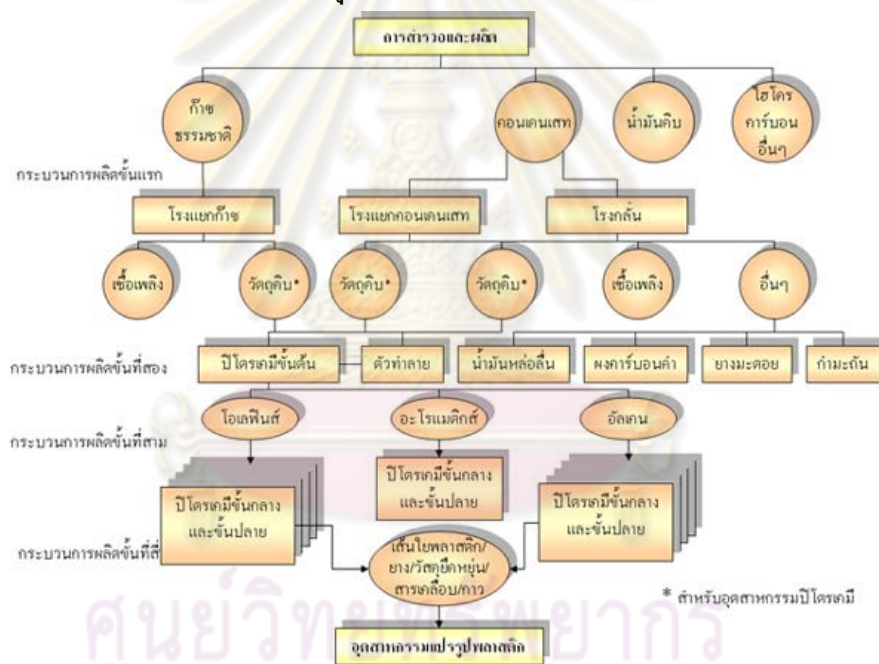 การสำรวจและผลิต
ก๊าซ
ธรรมชาติ
คอนเดนเสท
น้ำมันดิบ
ไฮโดร
คาร์บอน
อื่นๆ
กระบวนการผลิตขั้นแรก
โรงแยกก๊าซ
โรงแยกคอนเดนเสท
โรงกลั่น
เชื้อเพลิง
วัตถุดิบ*
วัตถุดิบ*
วัตถุดิบ*
เชื้อเพลิง
อื่นๆ
กระบวนการผลิตขั้นที่สอง
ปิโตรเคมีขั้นต้น
ตัวทำลาย
น้ำมันหล่อลื่น
ผงคาร์บอนดำ
ยางมะตอย
กำมะถัน
โอเลฟินส์
อะโรเมติกส์
อัลเคน
กระบวนการผลิตขั้นที่สาม
ปิโตรเคมีขั้นกลาง
และขั้นปลาย
ปิโตรเคมีขั้นกลาง
และขั้นปลาย
ปิโตรเคมีขั้นกลาง
และขั้นปลาย
กระบวนการผลิตขั้นที่สี่
เส้นใยพลาสติก/
ยาง/วัสดุยืดหยุ่น/
สารเคลือบ/กาว
* สำหรับอุตสาหกรรมปิโตรเคมี
ศูนย์วิทยทรัพยากร
อุตสาหกรรมแปรรูปพลาสติก